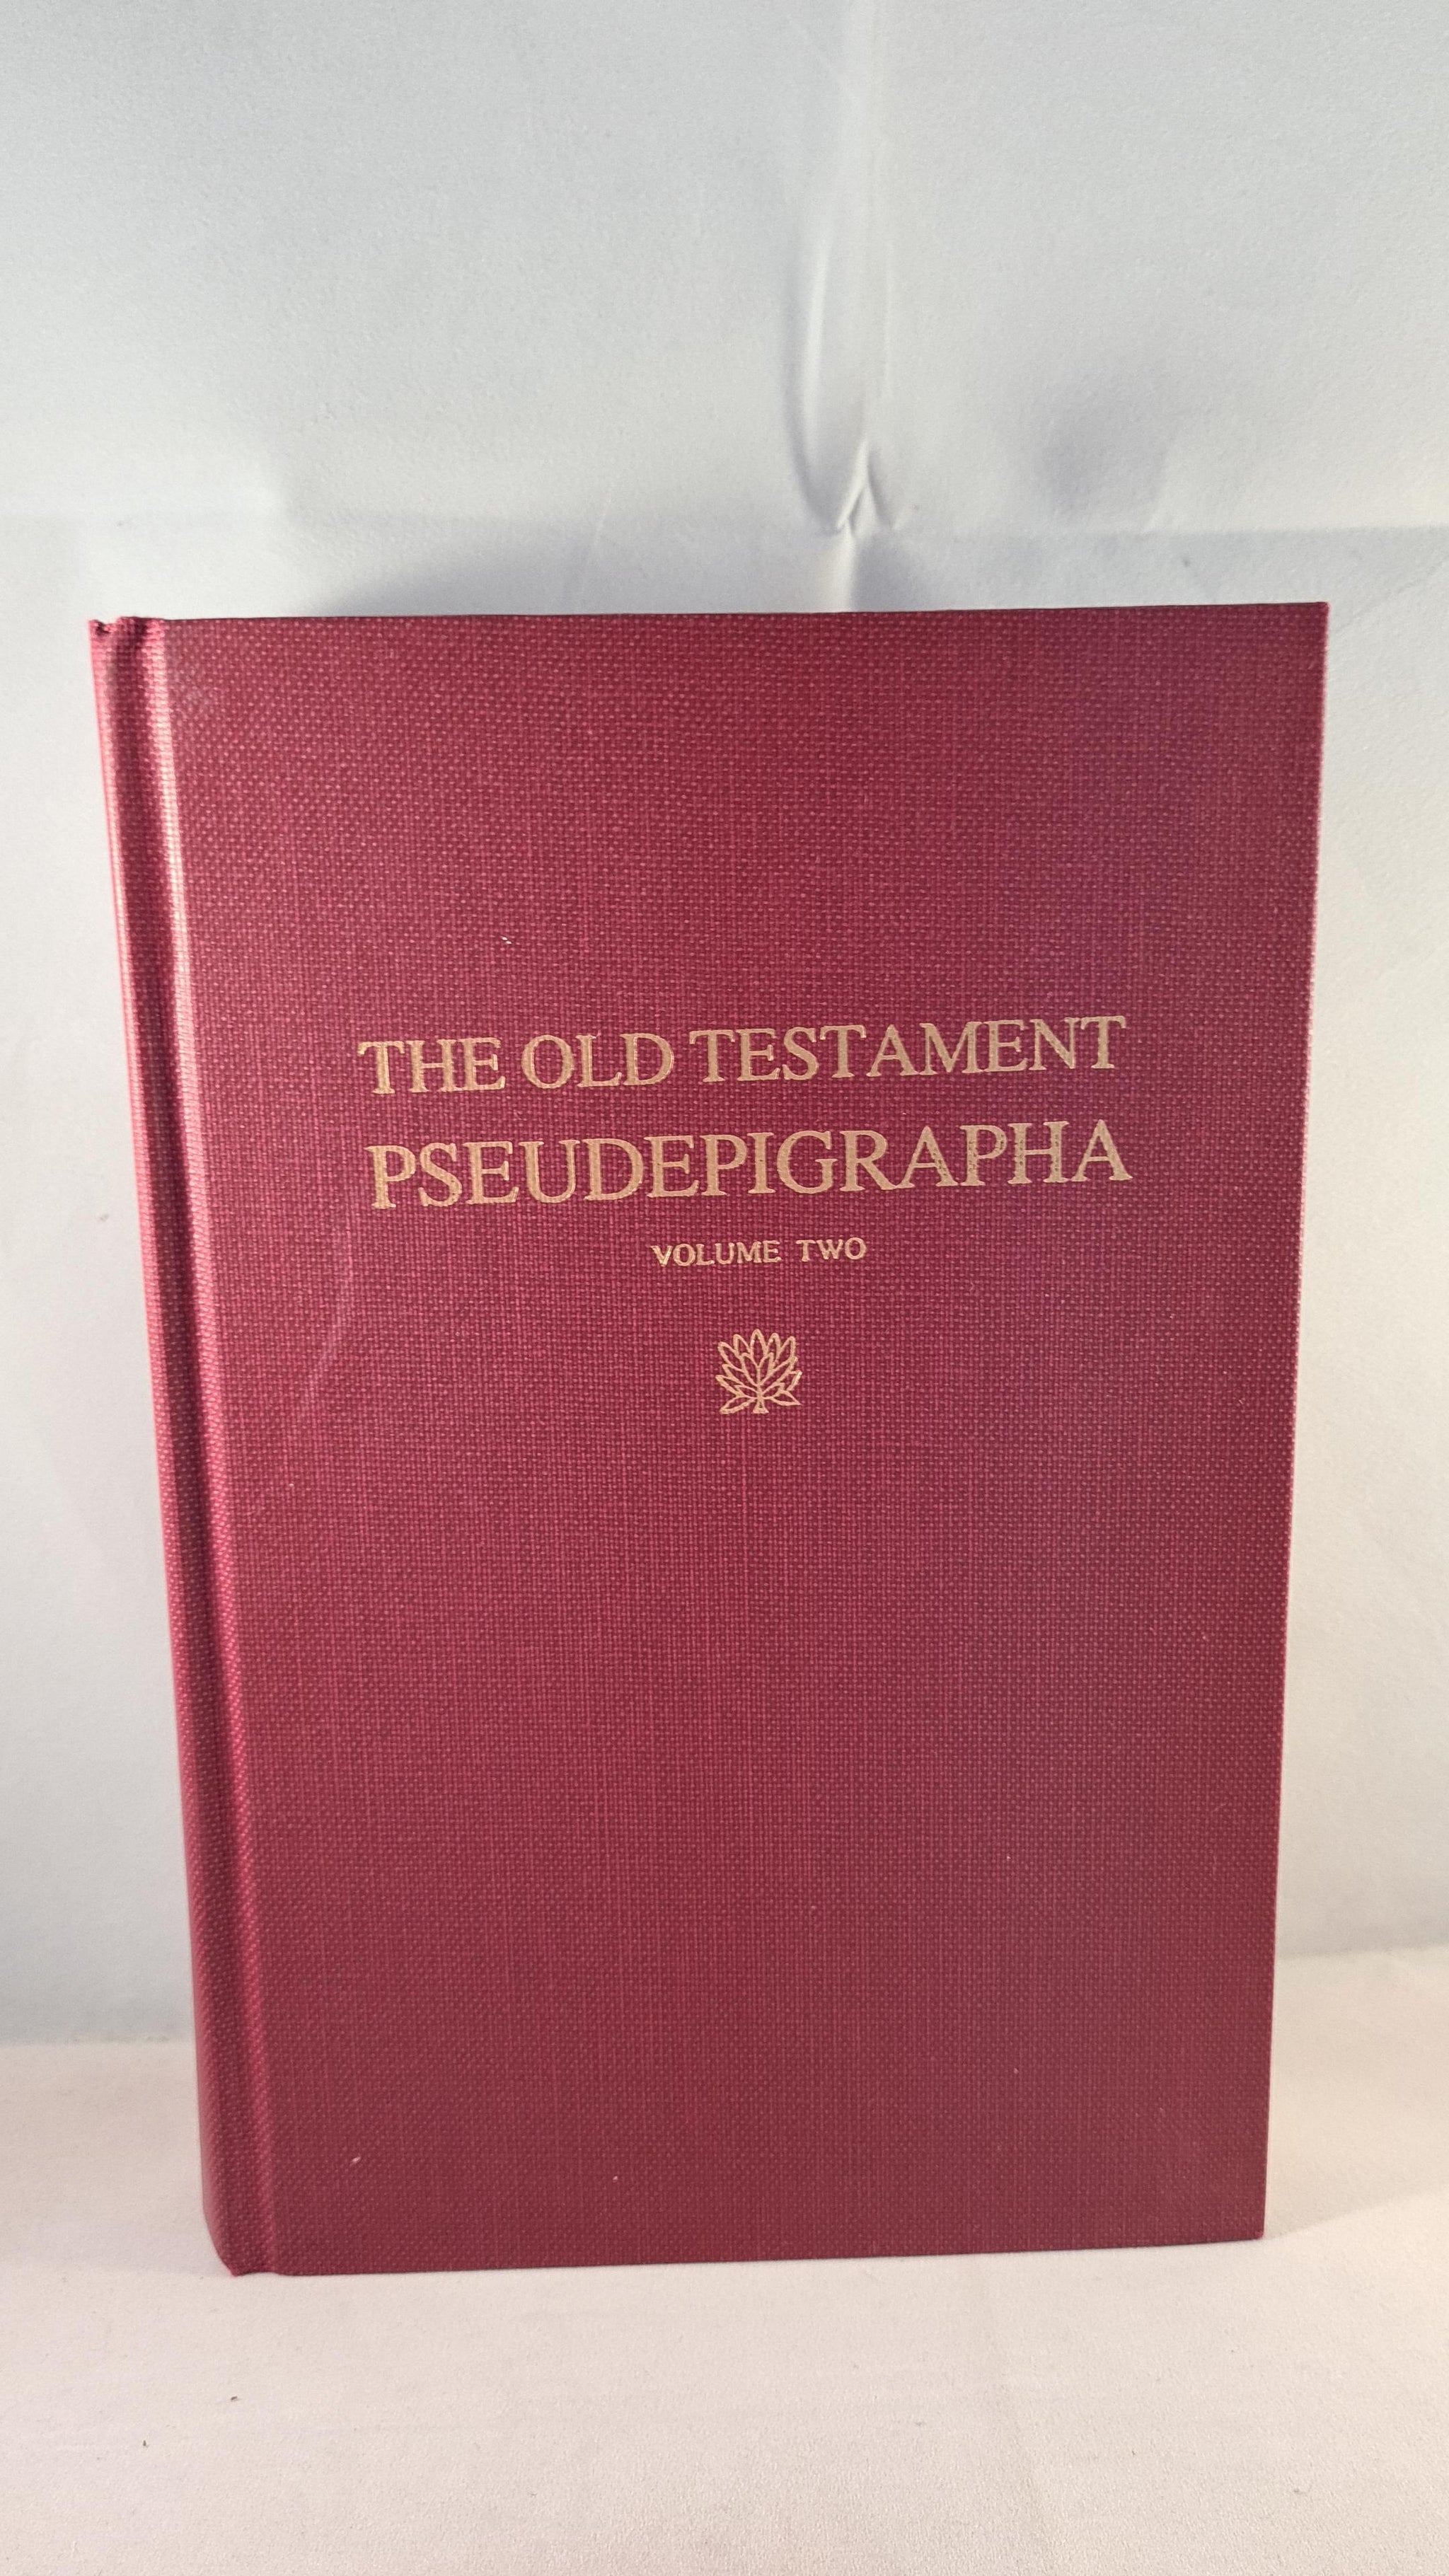 THE OLD TESTAMENT
PSEUDEPIGRAPHA
VOLUME TWO